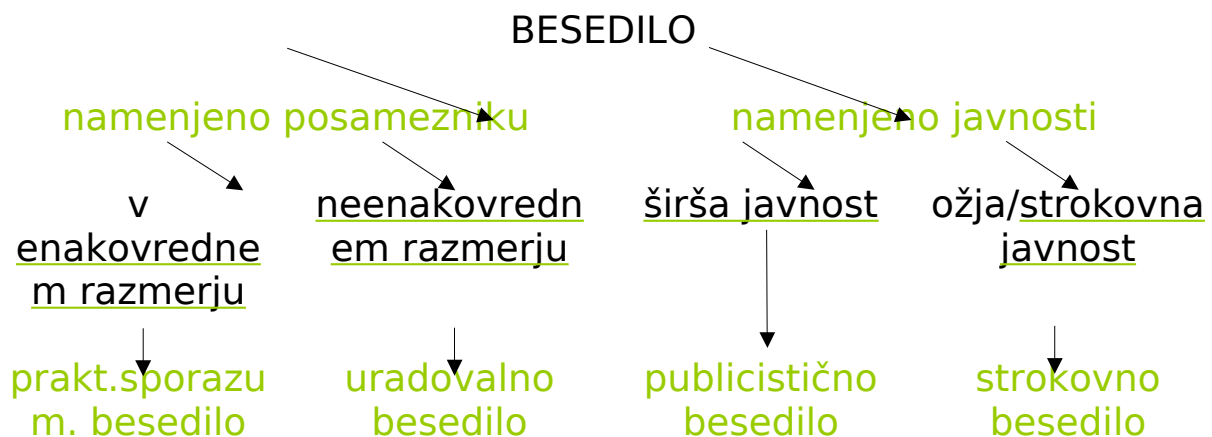 BESEDILO
namenjeno posamezniku
namenjeno javnosti
v
enakovredne
m razmerju
neenakovredn
em razmerju
širša javnost
ožja/strokovna
javnost
prakt.sporazu
m. besedilo
uradovalno
besedilo
publicistično
besedilo
strokovno
besedilo